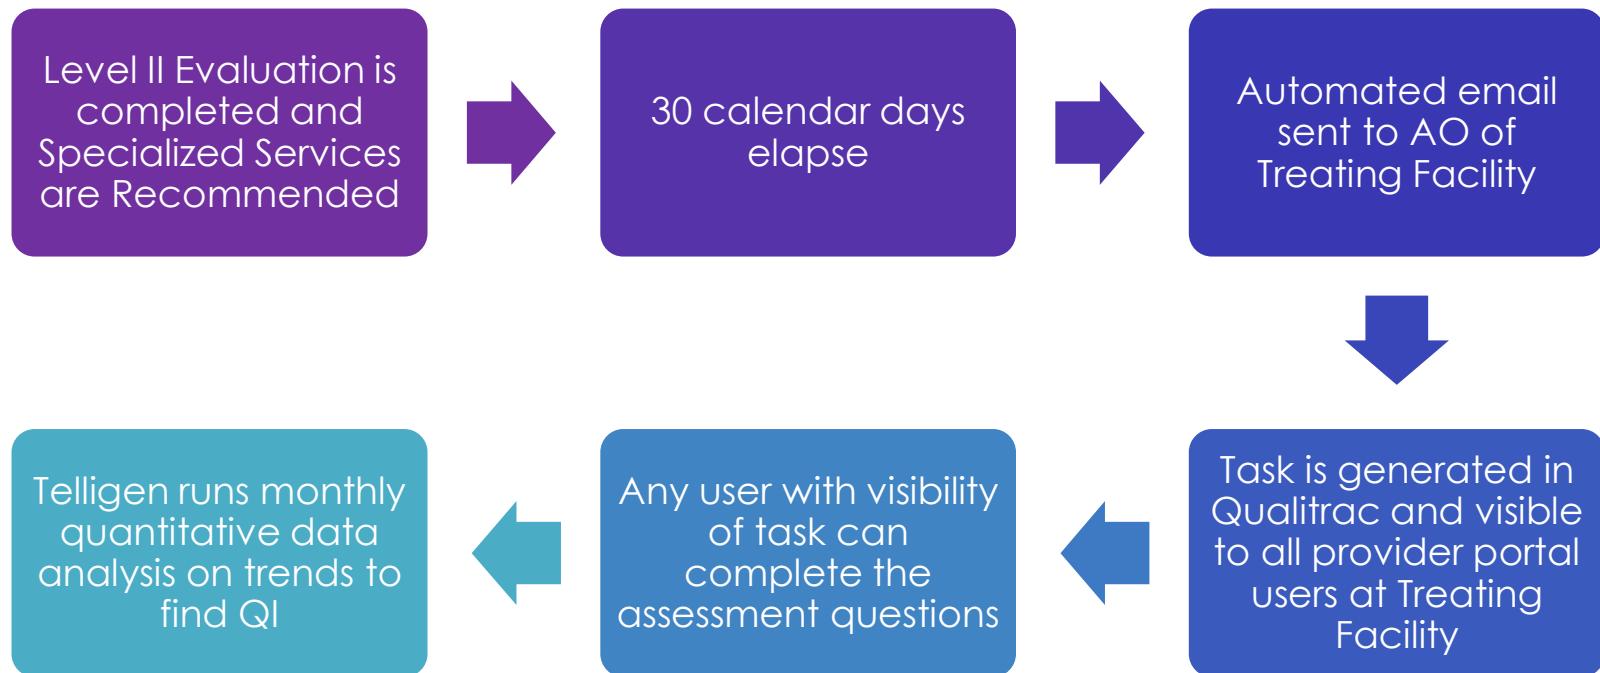 Level II Evaluation is
completed and
Specialized Services
are Recommended
30 calendar days
elapse
Automated email
sent to AO of
Treating Facility
Task is generated in
Qualitrac and visible
to all provider portal
users at Treating
Facility
Any user with visibility
of task can
complete the
assessment questions
Telligen runs monthly
quantitative data
analysis on trends to
find QI